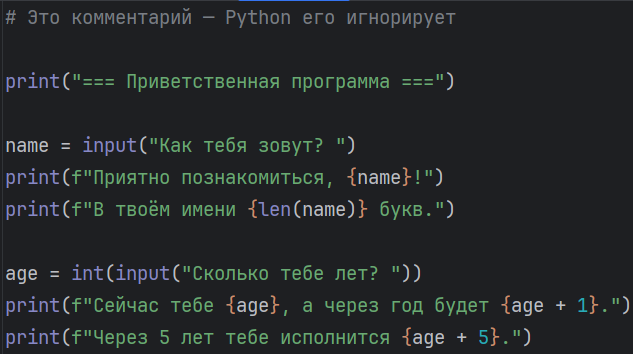 # Это комментарий — Python его игнорирует
print("=== Приветственная программа ===")
name = input("Как тебя зовут? ")
print(f"Приятно познакомиться, {name}!")
print(f"В твоём имени {len(name)} букв.")
age = int(input("Сколько тебе лет? "))
print(f"Сейчас тебе {age}, а через год будет {age + 1}.")
print(f"Через 5 лет тебе исполнится {age + 5}.")